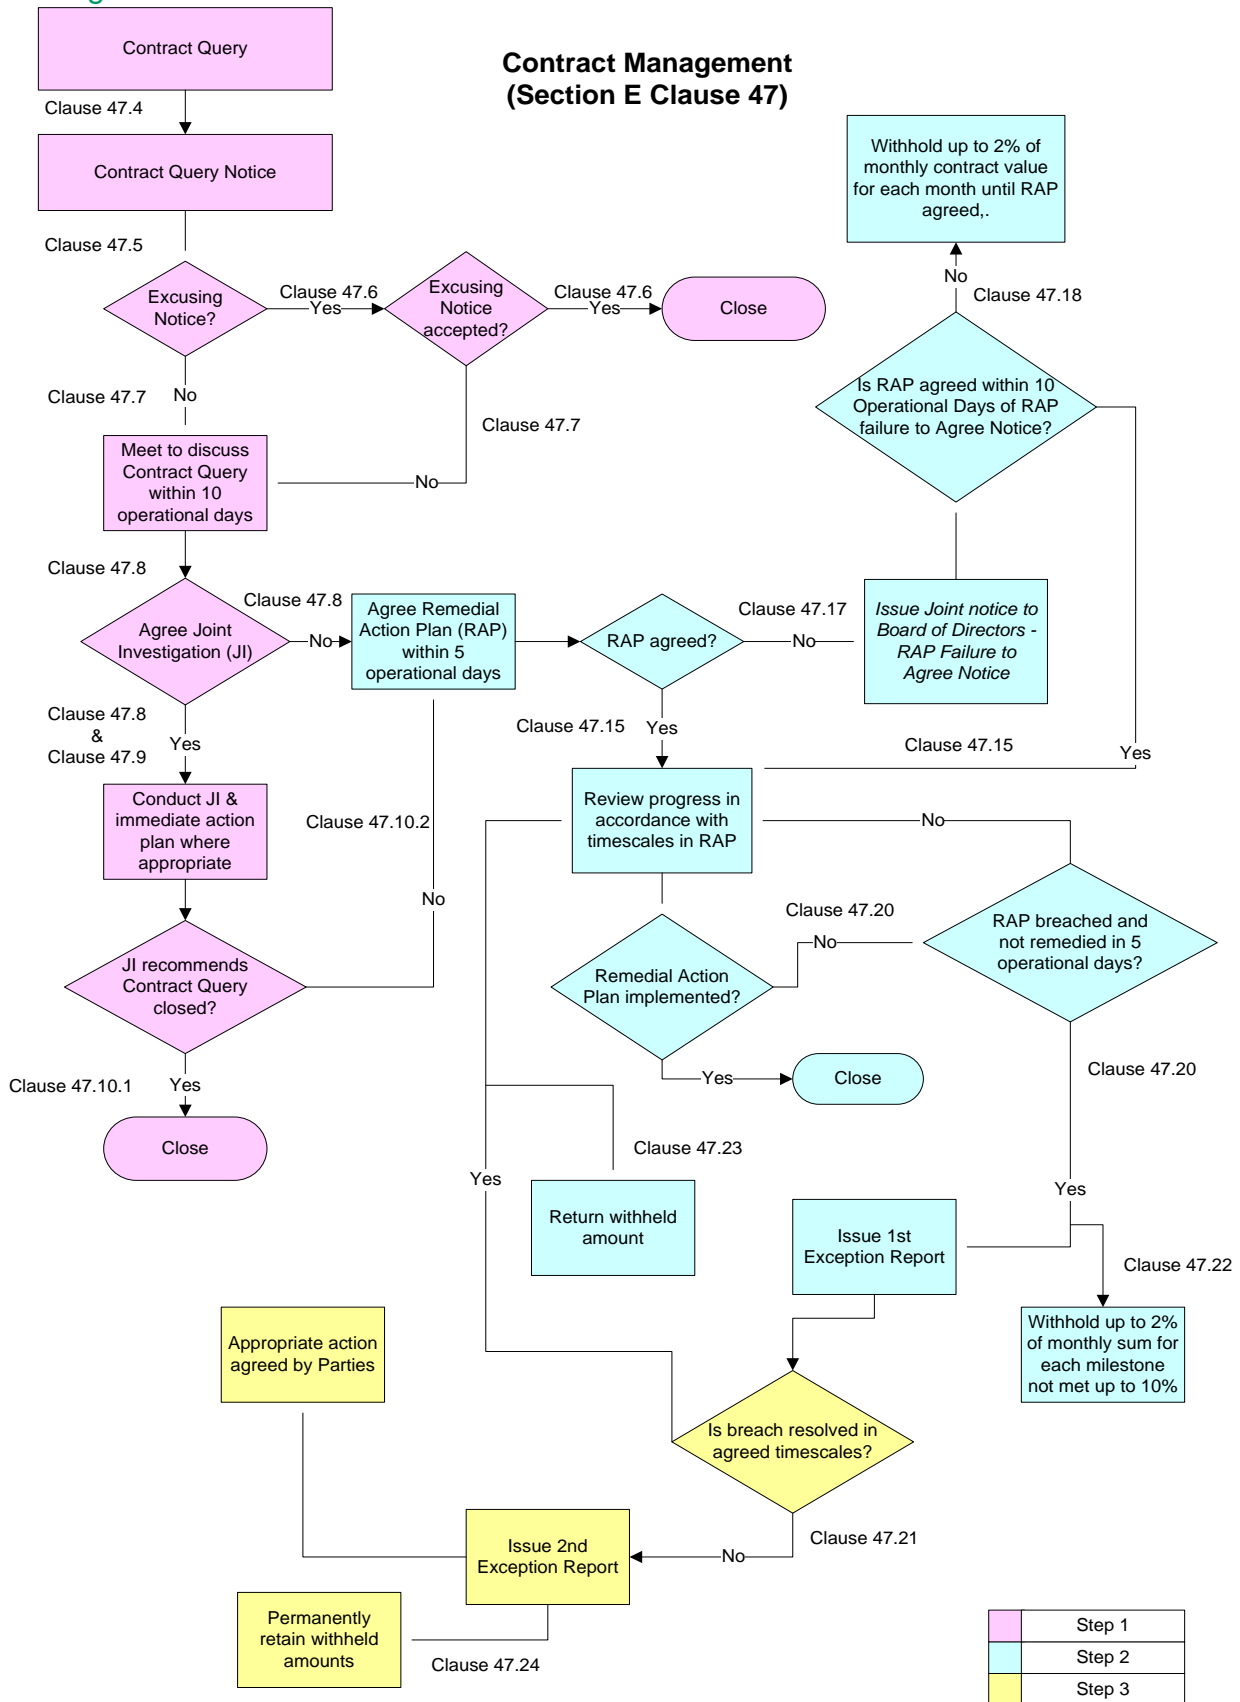 Contract Query
Contract Management
(Section E Clause 47)
Clause 47.4
Contract Query Notice
Withhold up to 2% of
monthly contract value
for each month until RAP
agreed,.
Clause 47.5
No
Clause 47.18
Excusing
Notice?
Clause 47.6
Yes
Excusing
Notice
accepted?
Clause 47.6
Yes
Close
Is RAP agreed within 10
Operational Days of RAP
failure to Agree Notice?
Clause 47.7
No
Clause 47.7
Meet to discuss
Contract Query
within 10
operational days
No
Clause 47.8
Agree Joint
Investigation (JI)
Clause 47.8
No
Agree Remedial
Action Plan (RAP)
within 5
operational days
RAP agreed?
Clause 47.17
No
Issue Joint notice to
Board of Directors -
RAP Failure to
Agree Notice
Clause 47.8
&
Clause 47.9
Yes
Clause 47.15
Yes
Clause 47.15
Yes
Conduct JI &
immediate action
plan where
appropriate
Clause 47.10.2
Review progress in
accordance with
timescales in RAP
No
No
JI recommends
Contract Query
closed?
Remedial Action
Plan implemented?
Clause 47.20
No
RAP breached and
not remedied in 5
operational days?
Clause 47.10.1
Yes
Yes
Close
Clause 47.20
Close
Clause 47.23
Yes
Yes
Return withheld
amount
Issue 1st
Exception Report
Clause 47.22
Withhold up to 2%
of monthly sum for
each milestone
not met up to 10%
Appropriate action
agreed by Parties
Is breach resolved in
agreed timescales?
Clause 47.21
No
Issue 2nd
Exception Report
Permanently
retain withheld
amounts
Clause 47.24
Step 1
Step 2
Step 3